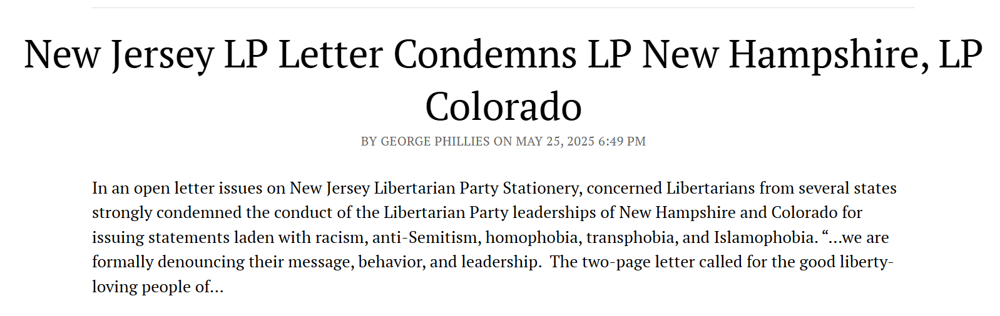 New Jersey LP Letter Condemns LP New Hampshire, LP
Colorado
BY GEORGE PHILLIES ON MAY 25, 2025 6:49 PM
In an open letter issues on New Jersey Libertarian Party Stationery, concerned Libertarians from several states
strongly condemned the conduct of the Libertarian Party leaderships of New Hampshire and Colorado for
issuing statements laden with racism, anti-Semitism, homophobia, transphobia, and Islamophobia. “…we are
formally denouncing their message, behavior, and leadership.  The two-page letter called for the good liberty-
loving people of…